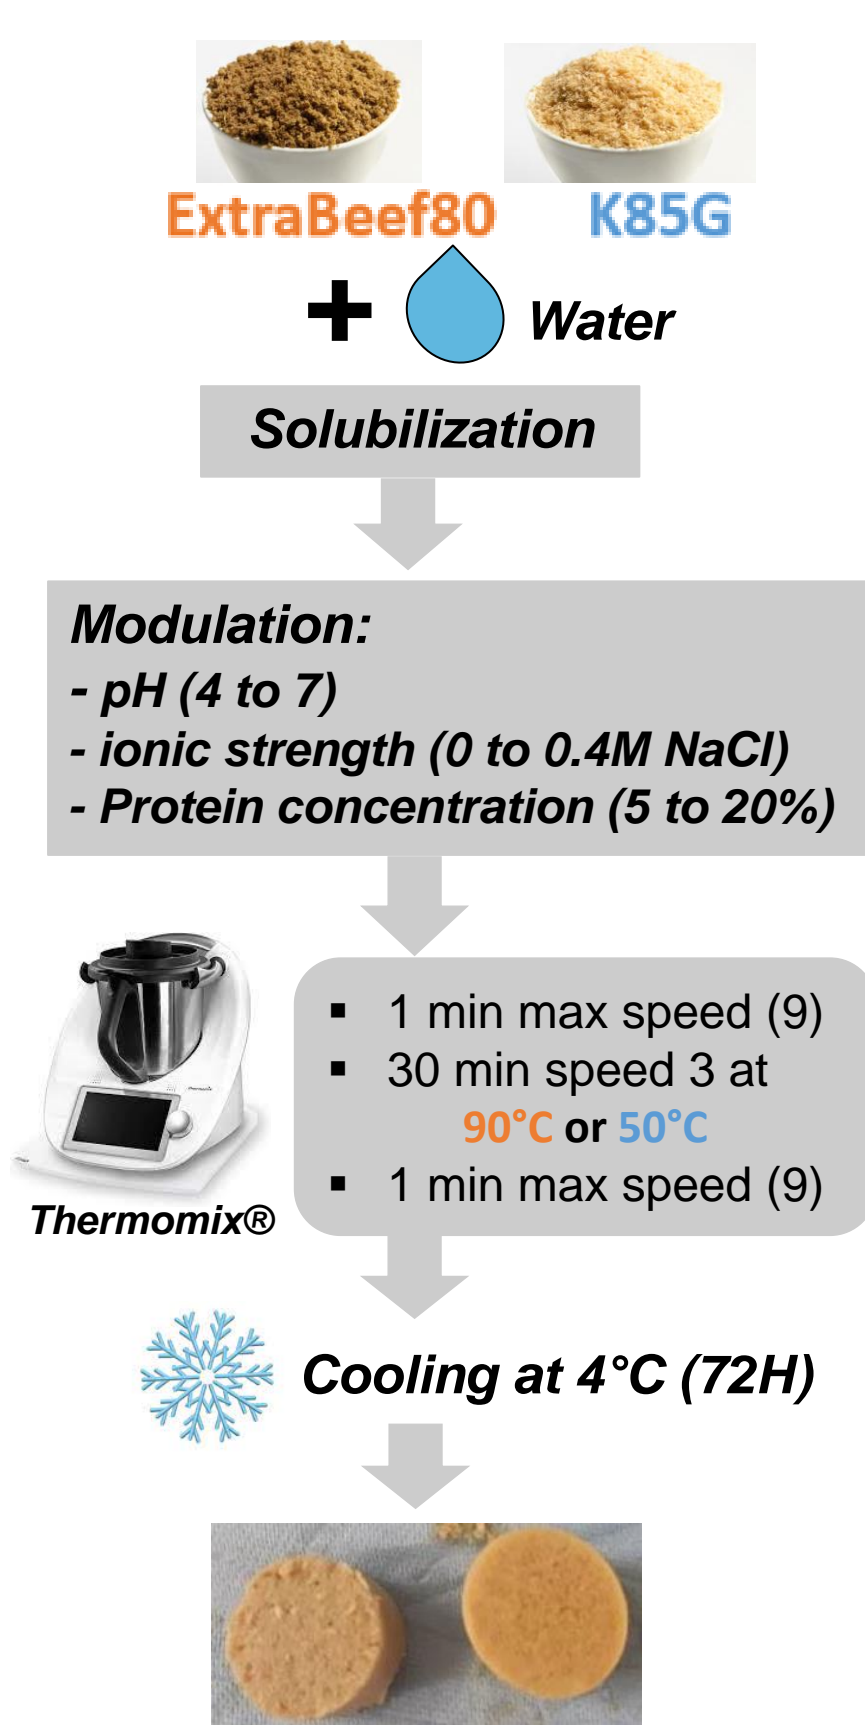 ExtraBeef80 K85G
+ Water
Solubilization
Modulation:
- pH (4 to 7)
- ionic strength (0 to 0.4M NaCl)
- Protein concentration (5 to 20%)
▪ 1 min max speed (9)
▪ 30 min speed 3 at
90°C or 50°C
▪ 1 min max speed (9)
Thermomix®
Cooling at 4°C (72H)